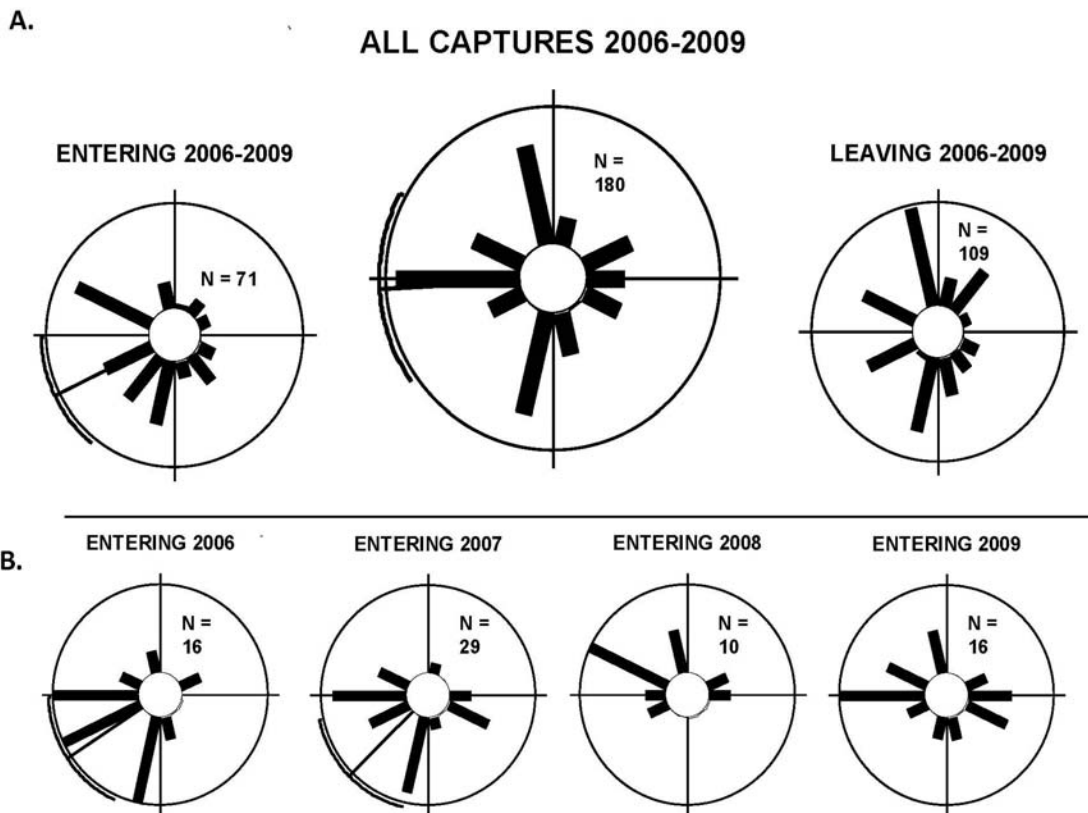 A.
ALL CAPTURES 2006-2009
ENTERING 2006-2009
LEAVING 2006-2009
N =
180
N = 71
N =
109
B.
ENTERING 2006
ENTERING 2007
ENTERING 2008
ENTERING 2009
N =
16
N =
29
N =
10
N =
16